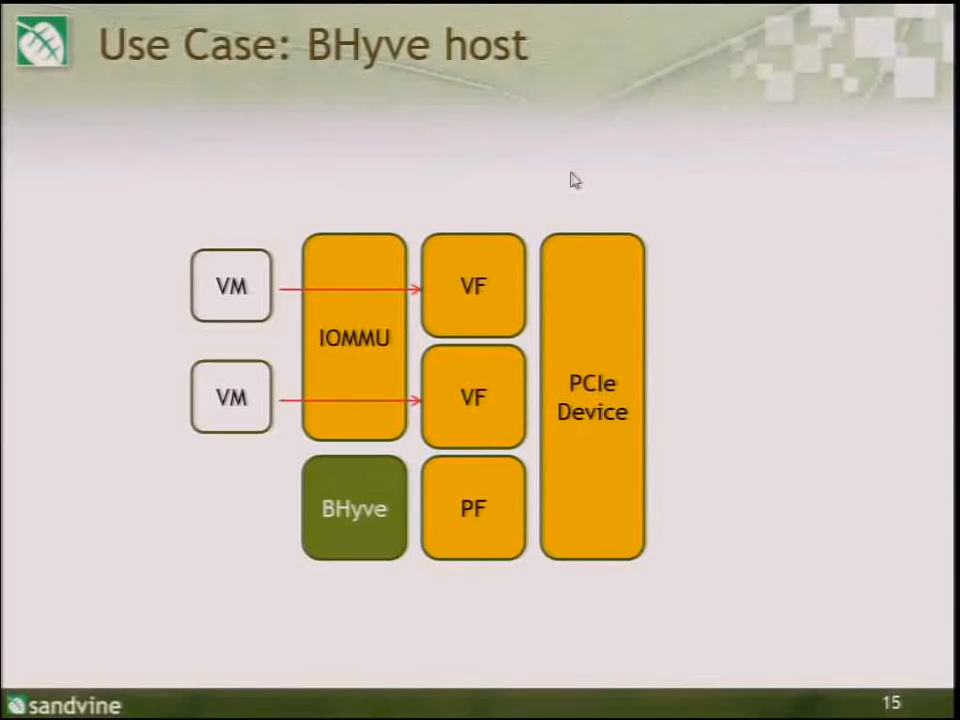 Use Case: BHyve host
VM
IOMMU
VF
PCIe
Device
VM
VF
BHyve
PF
sandvine
15